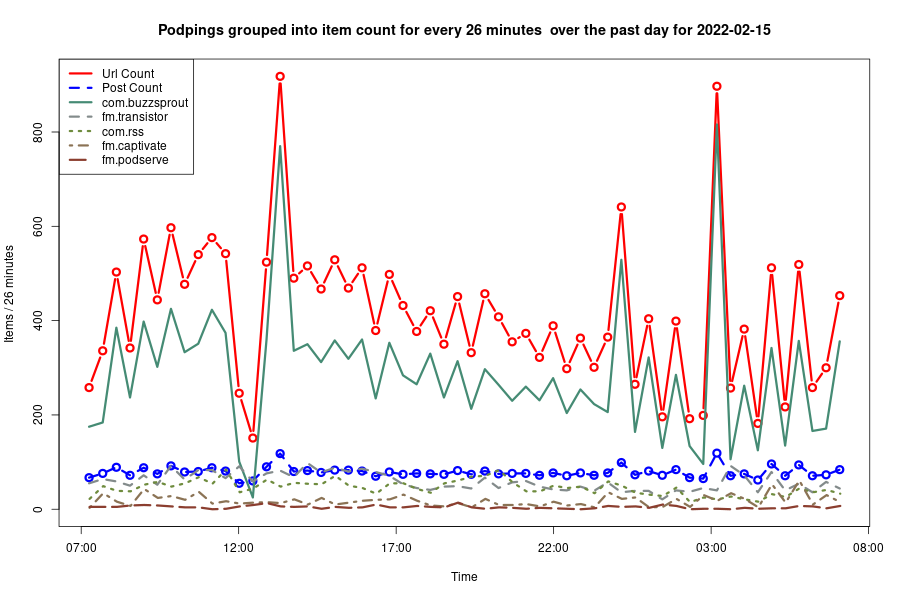 Podpings grouped into item count for every 26 minutes  over the past day for 2022-02-15
Url Count
Post Count
com.buzzsprout
fm.transistor
com.rss
fm.captivate
fm.podserve
800
600
400
200
0
Items / 26 minutes
07:00 12:00 17:00 22:00 03:00 08:00
Time